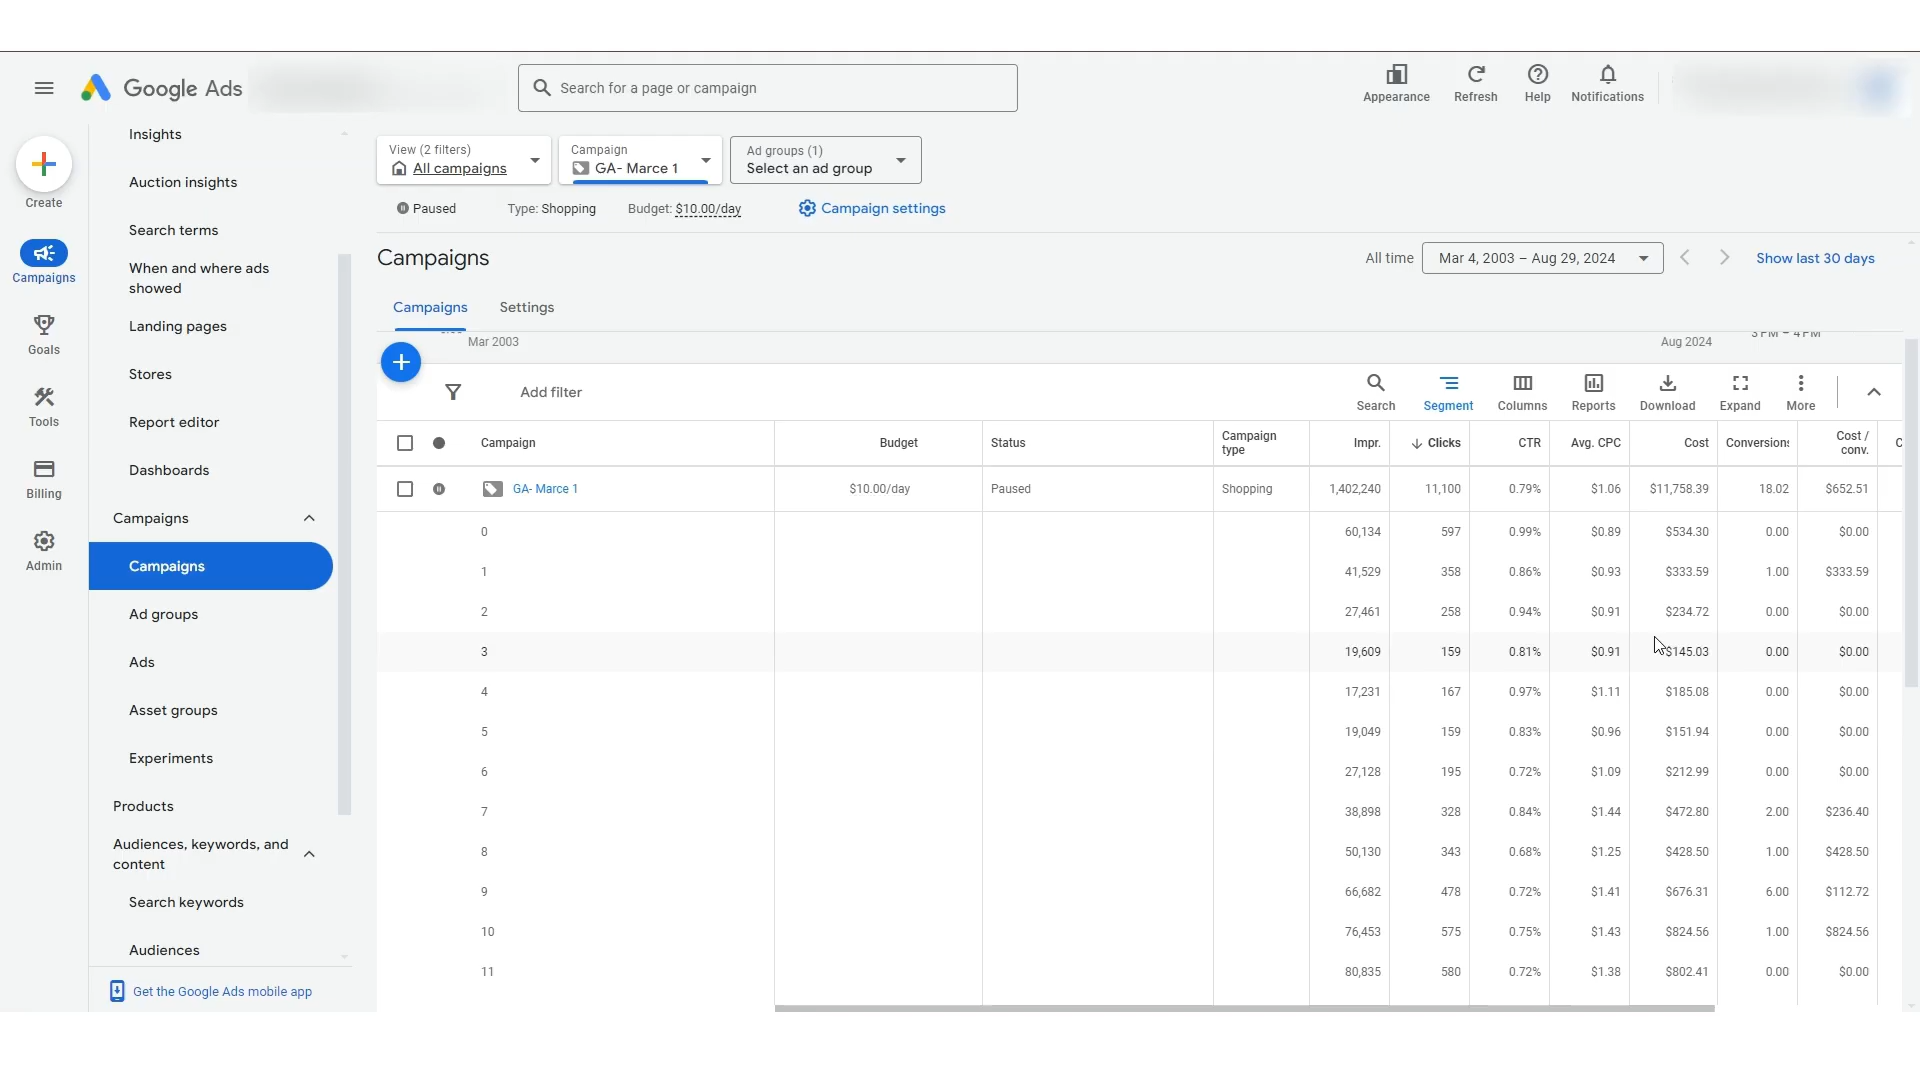 Google Ads
Search for a page or campaign
Appearance
Refresh
Help
Notifications
Create
Campaigns
Goals
Tools
Billing
Admin
Insights
Auction insights
Search terms
When and where ads
showed
Landing pages
Stores
Report editor
Dashboards
Campaigns
Campaigns
Ad groups
Ads
Asset groups
Experiments
Products
Audiences, keywords, and
content
Search keywords
Audiences
Get the Google Ads mobile app
View (2 filters)
All campaigns
Campaign
GA- Marce 1
Ad groups (1)
Select an ad group
Paused Type: Shopping Budget: $10.00/day Campaign settings
Campaigns
All time Mar 4, 2003 – Aug 29, 2024 Show last 30 days
Campaigns Settings
3 PM – 4 PM
Mar 2003 Aug 2024
Add filter
Search Segment Columns Reports Download Expand More
Campaign Budget Status Campaign type Impr. Clicks CTR Avg. CPC Cost Conversions Cost / conv. C
GA- Marce 1 $10.00/day Paused Shopping 1,402,240 11,100 0.79% $1.06 $11,758.39 18.02 $652.51
0 60,134 597 0.99% $0.89 $534.30 0.00 $0.00
1 41,529 358 0.86% $0.93 $333.59 1.00 $333.59
2 27,461 258 0.94% $0.91 $234.72 0.00 $0.00
3 19,609 159 0.81% $0.91 $145.03 0.00 $0.00
4 17,231 167 0.97% $1.11 $185.08 0.00 $0.00
5 19,049 159 0.83% $0.96 $151.94 0.00 $0.00
6 27,128 195 0.72% $1.09 $212.99 0.00 $0.00
7 38,898 328 0.84% $1.44 $472.80 2.00 $236.40
8 50,130 343 0.68% $1.25 $428.50 1.00 $428.50
9 66,682 478 0.72% $1.41 $676.31 6.00 $112.72
10 76,453 575 0.75% $1.43 $824.56 1.00 $824.56
11 80,835 580 0.72% $1.38 $802.41 0.00 $0.00